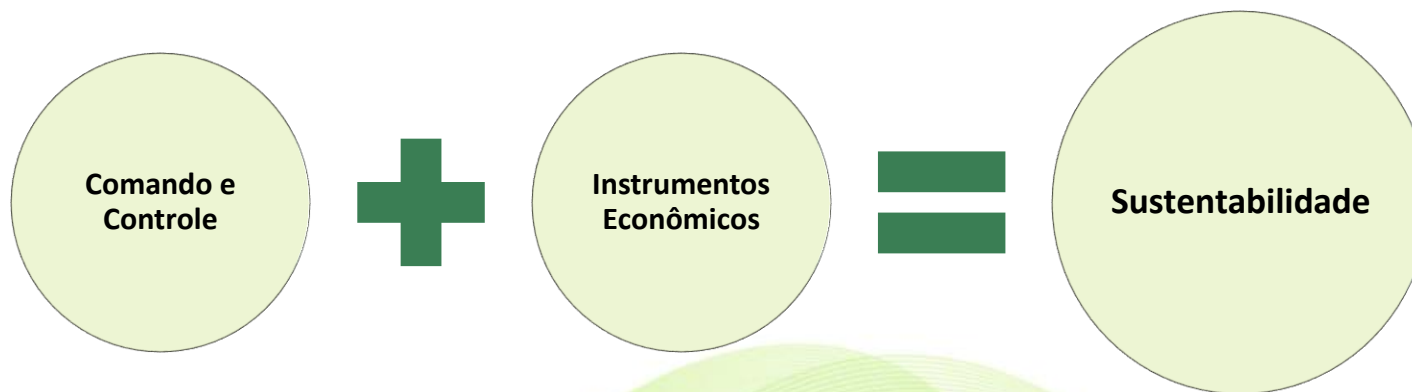 Comando e
Controle
Instrumentos
Econômicos
Sustentabilidade